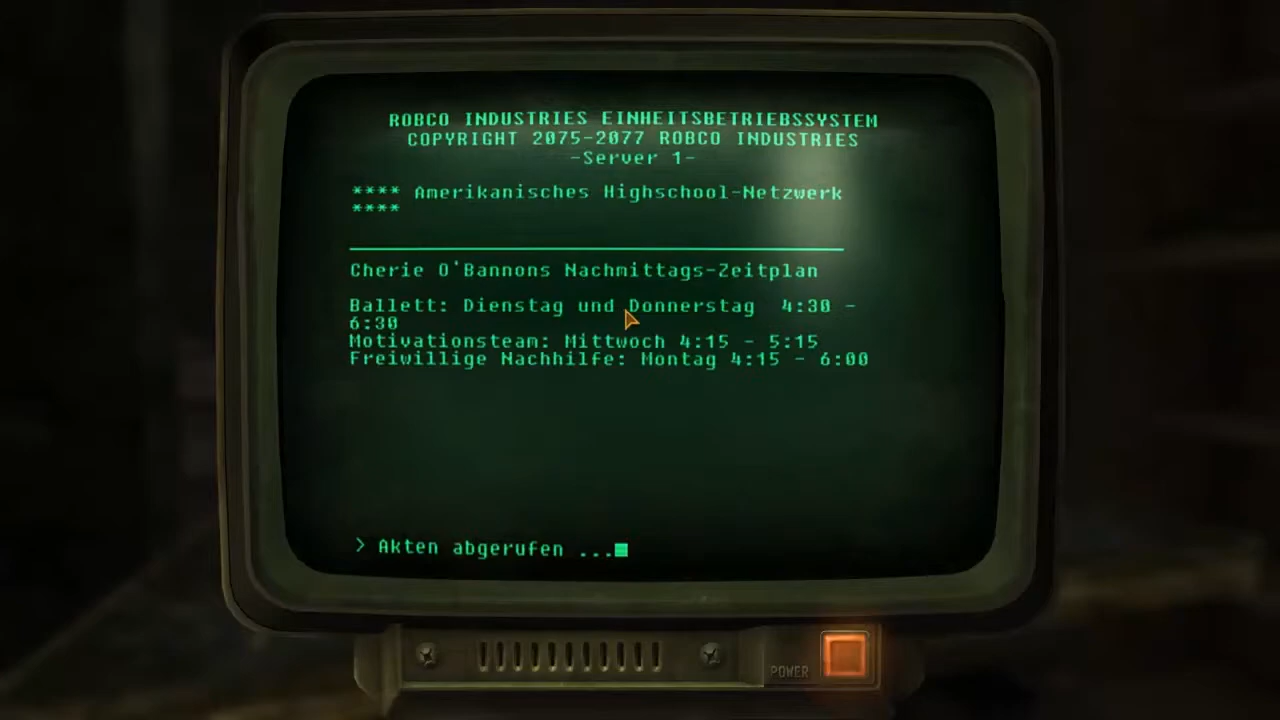 ROBCO INDUSTRIES EINHEITSBETRIEBSSYSTEM
COPYRIGHT 2075-2077 ROBCO INDUSTRIES
-Server 1-
**** Amerikanisches Highschool-Netzwerk
****
Cherie O'Bannons Nachmittags-Zeitplan
Ballett: Dienstag und Donnerstag  4:30 -
6:30
Motivationsteam: Mittwoch 4:15 - 5:15
Freiwillige Nachhilfe: Montag 4:15 - 6:00
> Akten abgerufen ...
POWER